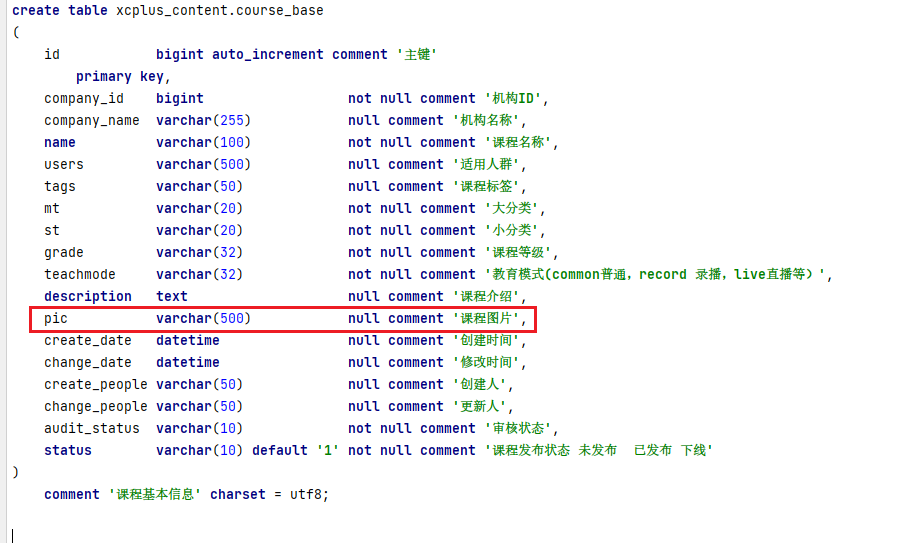 create table xcplus_content.course_base
(
    id            bigint auto_increment comment '主键'
        primary key,
    company_id    bigint                  not null comment '机构ID',
    company_name  varchar(255)            null comment '机构名称',
    name          varchar(100)            not null comment '课程名称',
    users         varchar(500)            null comment '适用人群',
    tags          varchar(50)             null comment '课程标签',
    mt            varchar(20)             not null comment '大分类',
    st            varchar(20)             not null comment '小分类',
    grade         varchar(32)             not null comment '课程等级',
    teachmode     varchar(32)             not null comment '教育模式(common普通，record 录播，live直播等）',
    description   text                    null comment '课程介绍',
    pic           varchar(500)            null comment '课程图片',
    create_date   datetime                null comment '创建时间',
    change_date   datetime                null comment '修改时间',
    create_people varchar(50)             null comment '创建人',
    change_people varchar(50)             null comment '更新人',
    audit_status  varchar(10)             not null comment '审核状态',
    status        varchar(10) default '1' not null comment '课程发布状态 未发布  已发布 下线'
)
    comment '课程基本信息' charset = utf8;